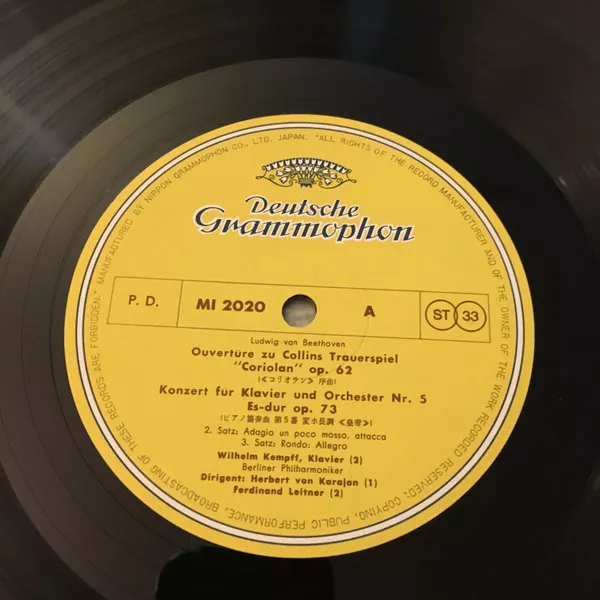 MANUFACTURED BY NIPPON GRAMMOPHON CO., LTD. JAPAN. "ALL RIGHTS OF THE RECORD MANUFACTURER AND OF THE OWNER OF THE WORK RESERVED. COPYING, PUBLIC PERFORMANCE, BROADCASTING OF THESE RECORDS ARE FORBIDDEN."
Deutsche
Grammophon
P. D. MI 2020 A ST 33
Ludwig van Beethoven
Ouvertüre zu Collins Trauerspiel
"Coriolan" op. 62
(≪コリオラン≫ 序曲)
Konzert für Klavier und Orchester Nr. 5
Es-dur op. 73
(ピアノ協奏曲 第5番 変ホ長調 ≪皇帝≫)
2. Satz: Adagio un poco mosso, attacca
3. Satz: Rondo: Allegro
Wilhelm Kempff, Klavier (2)
Berliner Philharmoniker
Dirigent: Herbert von Karajan (1)
Ferdinand Leitner (2)